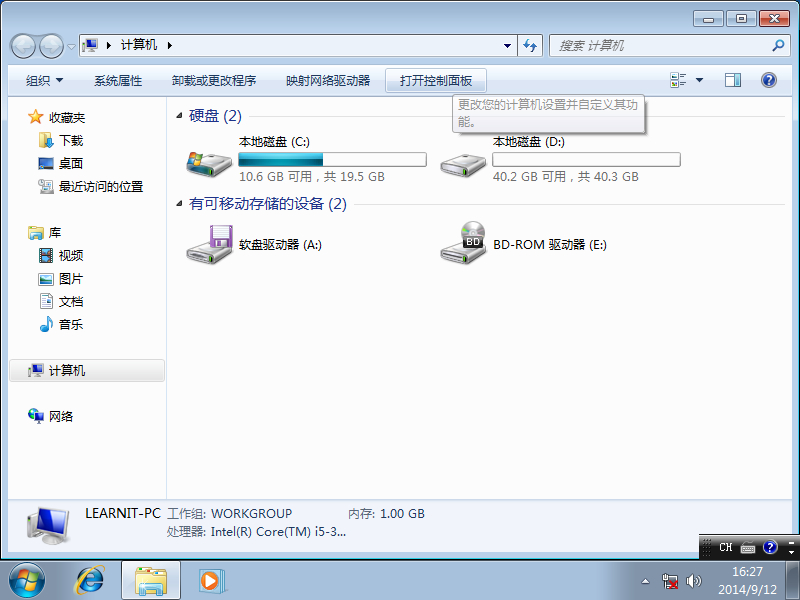 计算机
搜索 计算机
组织 系统属性 卸载或更改程序 映射网络驱动器 打开控制面板
更改您的计算机设置并自定义其功
能。
收藏夹
下载
桌面
最近访问的位置
库
视频
图片
文档
音乐
计算机
网络
硬盘 (2)
本地磁盘 (C:)
10.6 GB 可用，共 19.5 GB
本地磁盘 (D:)
40.2 GB 可用，共 40.3 GB
有可移动存储的设备 (2)
软盘驱动器 (A:)
BD
BD-ROM 驱动器 (E:)
LEARNIT-PC 工作组: WORKGROUP 内存: 1.00 GB
处理器: Intel(R) Core(TM) i5-3...
CH
16:27
2014/9/12